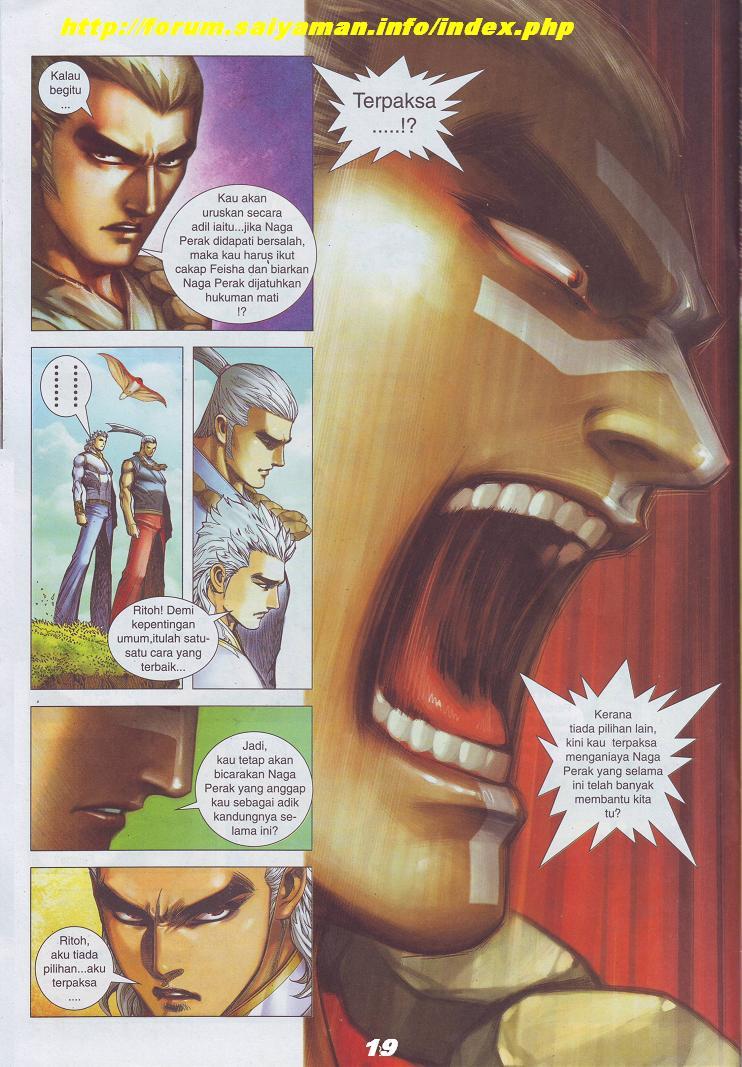 http://forum.saiyaman.info/index.php
Kalau
begitu
...
Kau akan
uruskan secara
adil iaitu...jika Naga
Perak didapati bersalah,
maka kau harus ikut
cakap Feisha dan biarkan
Naga Perak dijatuhkan
hukuman mati
!?
Terpaksa
.....!?
Ritoh! Demi
kepentingan
umum,itulah satu-
satu cara yang
terbaik...
Jadi,
kau tetap akan
bicarakan Naga
Perak yang anggap
kau sebagai adik
kandungnya se-
lama ini?
Ritoh,
aku tiada
pilihan...aku
terpaksa
....
Kerana
tiada pilihan lain,
kini kau terpaksa
menganiaya Naga
Perak yang selama
ini telah banyak
membantu kita
tu?
19